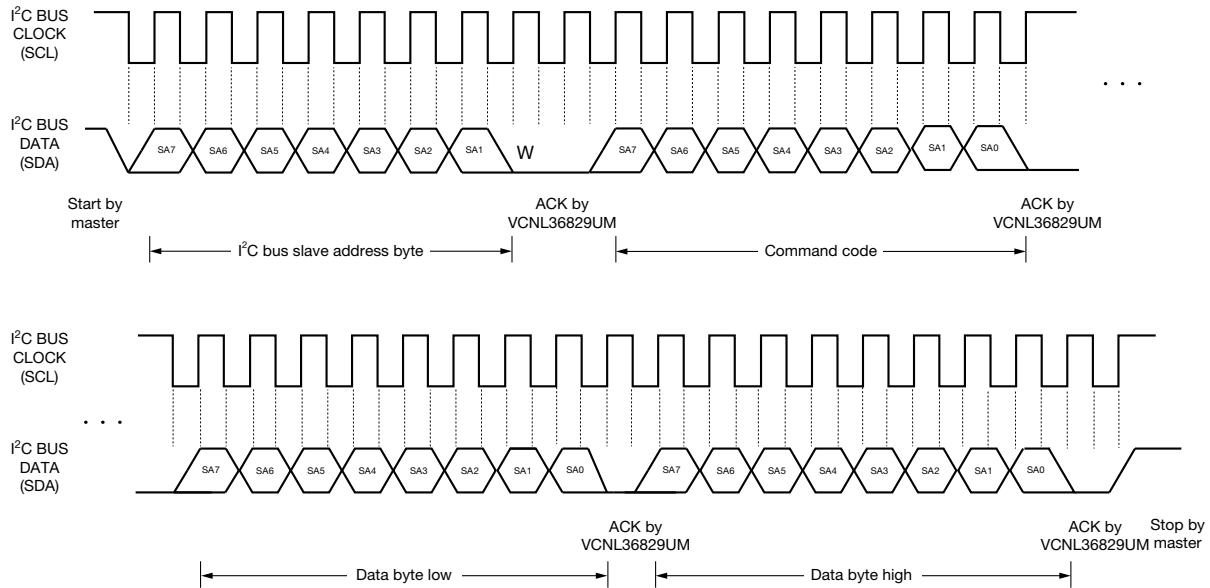 I²C BUS
CLOCK
(SCL)
. . .
I²C BUS
DATA
(SDA)
SA7 SA6 SA5 SA4 SA3 SA2 SA1 W SA7 SA6 SA5 SA4 SA3 SA2 SA1 SA0
Start by
master
ACK by
VCNL36829UM
ACK by
VCNL36829UM
I²C bus slave address byte
Command code
I²C BUS
CLOCK
(SCL)
. . .
I²C BUS
DATA
(SDA)
SA7 SA6 SA5 SA4 SA3 SA2 SA1 SA0 SA7 SA6 SA5 SA4 SA3 SA2 SA1 SA0
ACK by
VCNL36829UM
ACK by
VCNL36829UM
Stop by
master
Data byte low
Data byte high